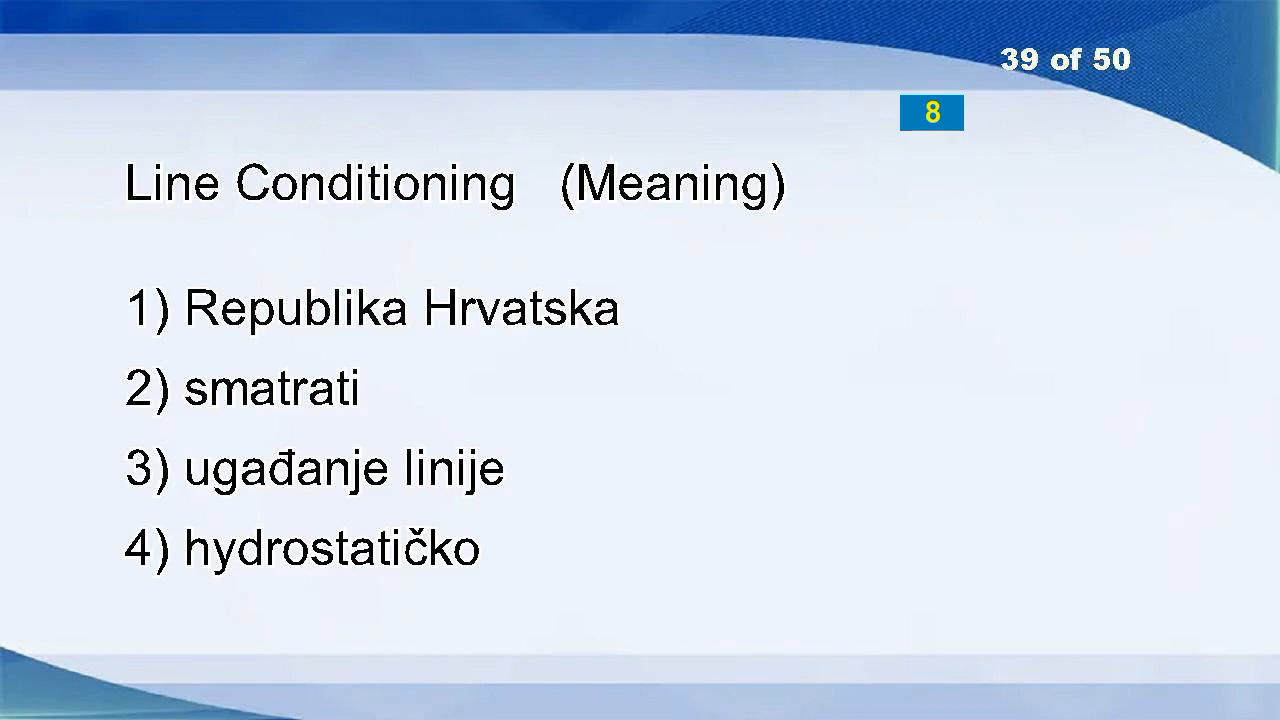 39 of 50
8
Line Conditioning (Meaning)
1) Republika Hrvatska
2) smatrati
3) ugađanje linije
4) hydrostatičko